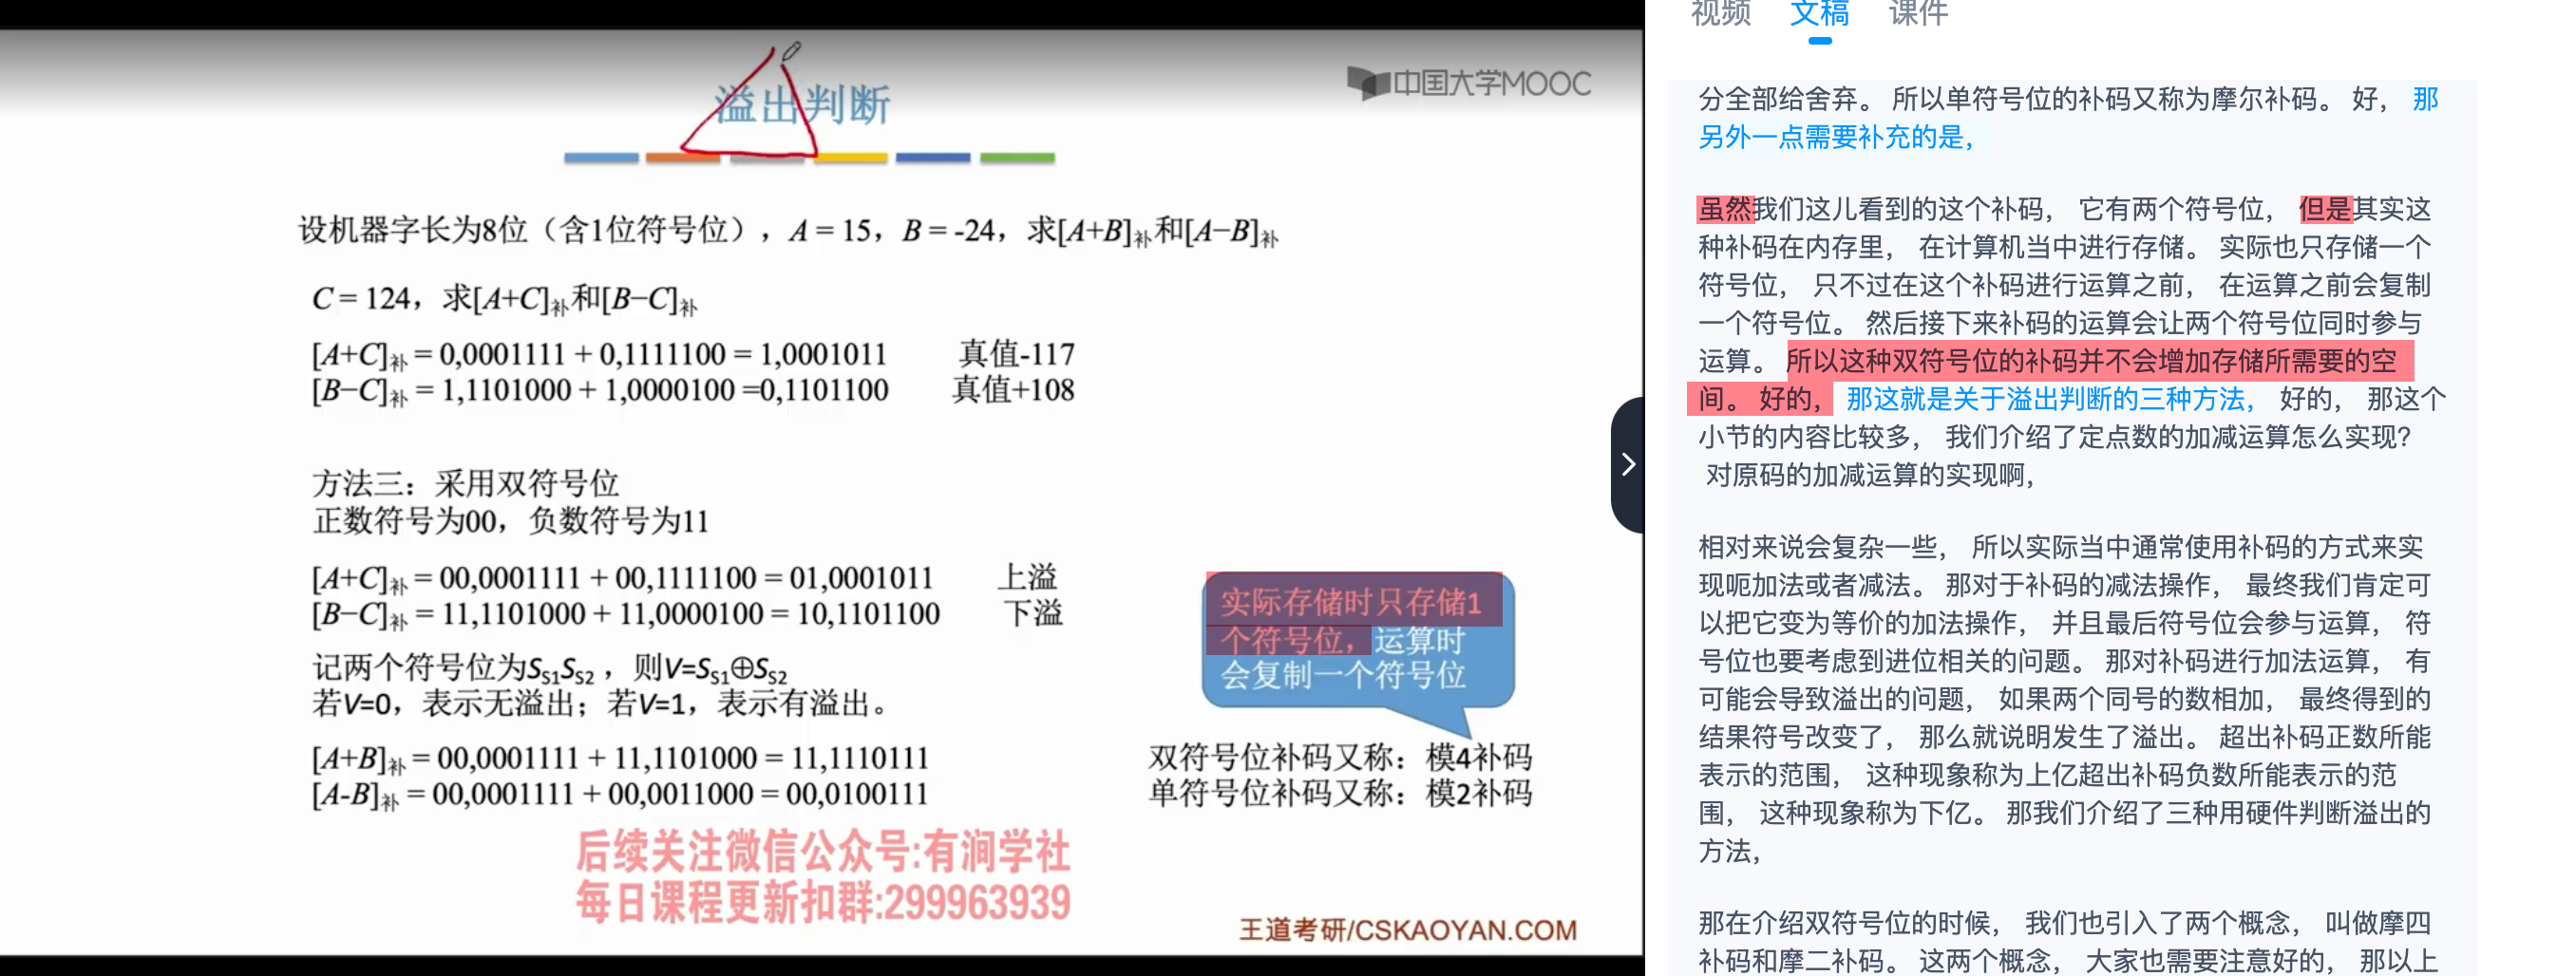 溢出判断
中国大学MOOC
设机器字长为8位（含1位符号位），A = 15，B = -24，求[A+B]补和[A−B]补
C = 124，求[A+C]补和[B−C]补
[A+C]补 = 0,0001111 + 0,1111100 = 1,0001011 真值-117
[B−C]补 = 1,1101000 + 1,0000100 =0,1101100 真值+108
方法三：采用双符号位
正数符号为00，负数符号为11
[A+C]补 = 00,0001111 + 00,1111100 = 01,0001011 上溢
[B−C]补 = 11,1101000 + 11,0000100 = 10,1101100 下溢
记两个符号位为SS1SS2 ，则V=SS1⊕SS2
若V=0，表示无溢出；若V=1，表示有溢出。
[A+B]补 = 00,0001111 + 11,1101000 = 11,1110111
[A-B]补 = 00,0001111 + 00,0011000 = 00,0100111
实际存储时只存储1
个符号位，运算时
会复制一个符号位
双符号位补码又称：模4补码
单符号位补码又称：模2补码
后续关注微信公众号:有涧学社
每日课程更新扣群:299963939
王道考研/CSKAOYAN.COM
视频 文稿 课件
分全部给舍弃。 所以单符号位的补码又称为摩尔补码。 好， 那
另外一点需要补充的是，
虽然我们这儿看到的这个补码， 它有两个符号位， 但是其实这
种补码在内存里， 在计算机当中进行存储。 实际也只存储一个
符号位， 只不过在这个补码进行运算之前， 在运算之前会复制
一个符号位。 然后接下来补码的运算会让两个符号位同时参与
运算。 所以这种双符号位的补码并不会增加存储所需要的空
间。 好的， 那这就是关于溢出判断的三种方法， 好的， 那这个
小节的内容比较多， 我们介绍了定点数的加减运算怎么实现？
对原码的加减运算的实现啊，
相对来说会复杂一些， 所以实际当中通常使用补码的方式来实
现呃加法或者减法。 那对于补码的减法操作， 最终我们肯定可
以把它变为等价的加法操作， 并且最后符号位会参与运算， 符
号位也要考虑到进位相关的问题。 那对补码进行加法运算， 有
可能会导致溢出的问题， 如果两个同号的数相加， 最终得到的
结果符号改变了， 那么就说明发生了溢出。 超出补码正数所能
表示的范围， 这种现象称为上亿超出补码负数所能表示的范
围， 这种现象称为下亿。 那我们介绍了三种用硬件判断溢出的
方法，
那在介绍双符号位的时候， 我们也引入了两个概念， 叫做摩四
补码和摩二补码。 这两个概念， 大家也需要注意好的， 那以上